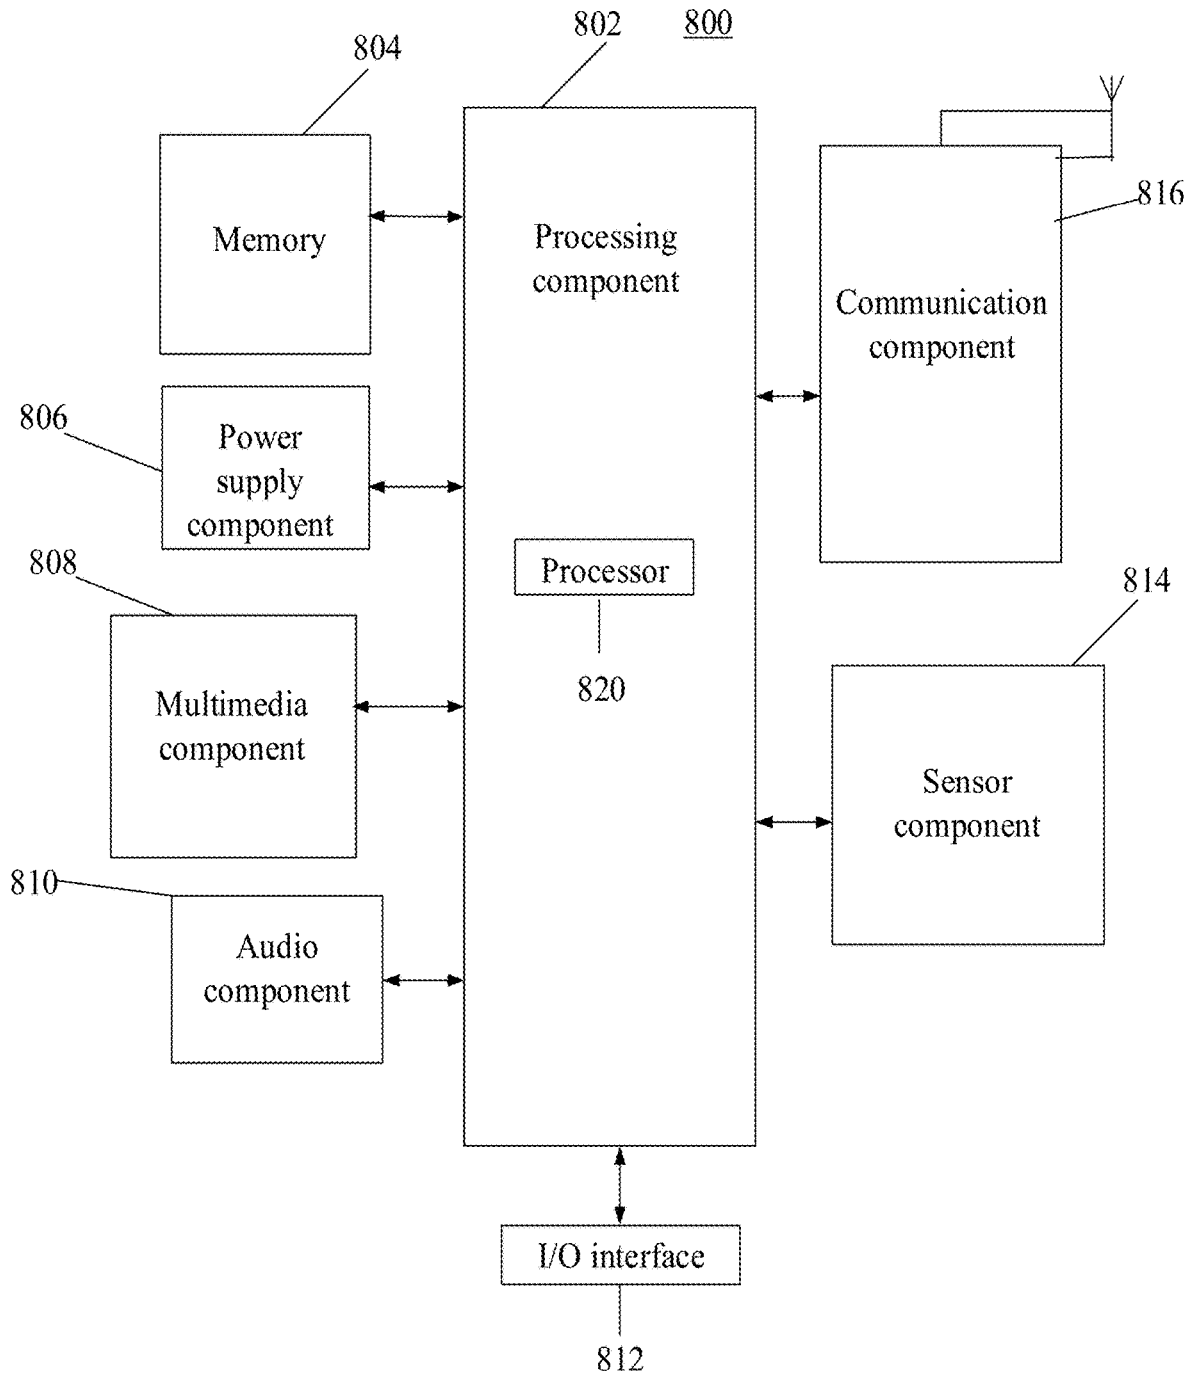 802
800
804
816
Memory
Processing
component
Communication
component
806
Power
supply
component
Processor
820
808
Multimedia
component
814
Sensor
component
810
Audio
component
I/O interface
812